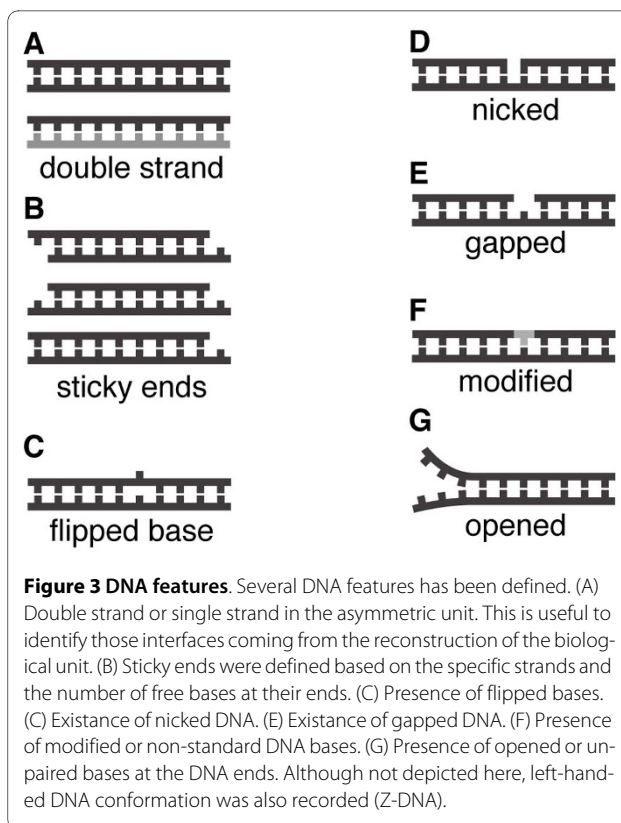 A
double strand
B
sticky ends
C
flipped base
D
nicked
E
gapped
F
modified
G
opened
Figure 3 DNA features. Several DNA features has been defined. (A)
Double strand or single strand in the asymmetric unit. This is useful to
identify those interfaces coming from the reconstruction of the biolog-
ical unit. (B) Sticky ends were defined based on the specific strands and
the number of free bases at their ends. (C) Presence of flipped bases.
(C) Existance of nicked DNA. (E) Existance of gapped DNA. (F) Presence
of modified or non-standard DNA bases. (G) Presence of opened or un-
paired bases at the DNA ends. Although not depicted here, left-hand-
ed DNA conformation was also recorded (Z-DNA).